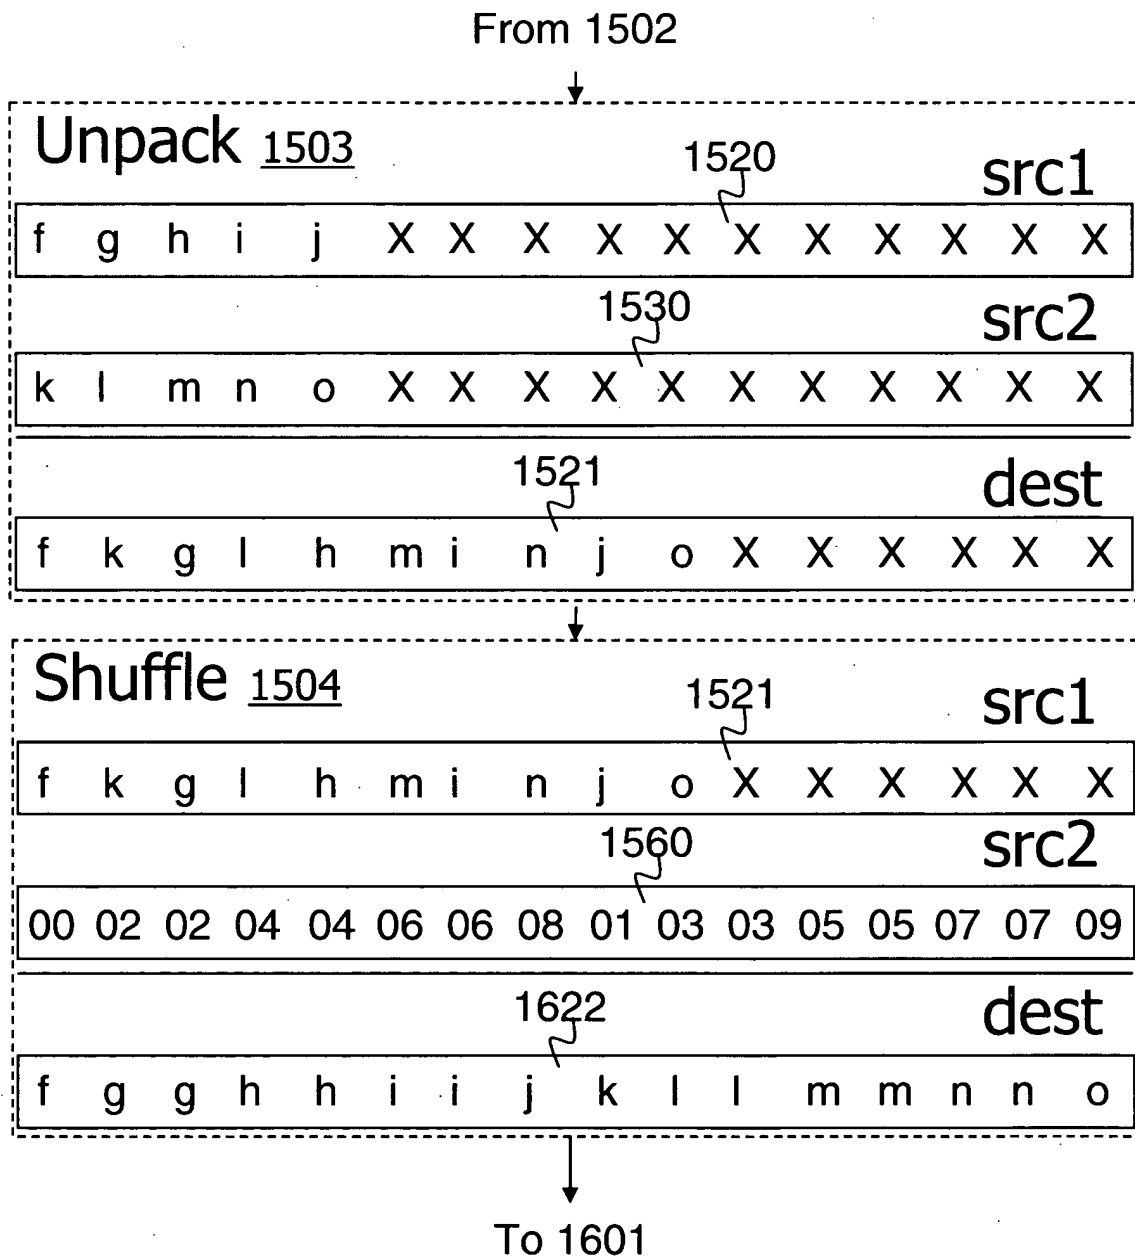 From 1502
Unpack 1503
1520
src1
f g h i j X X X X X X X X X X X
1530
src2
k l m n o X X X X X X X X X X X
1521
dest
f k g l h m i n j o X X X X X X
Shuffle 1504
1521
src1
f k g l h m i n j o X X X X X X
1560
src2
00 02 02 04 04 06 06 08 01 03 03 05 05 07 07 09
1622
dest
f g g h h i i j k l l m m n n o
To 1601